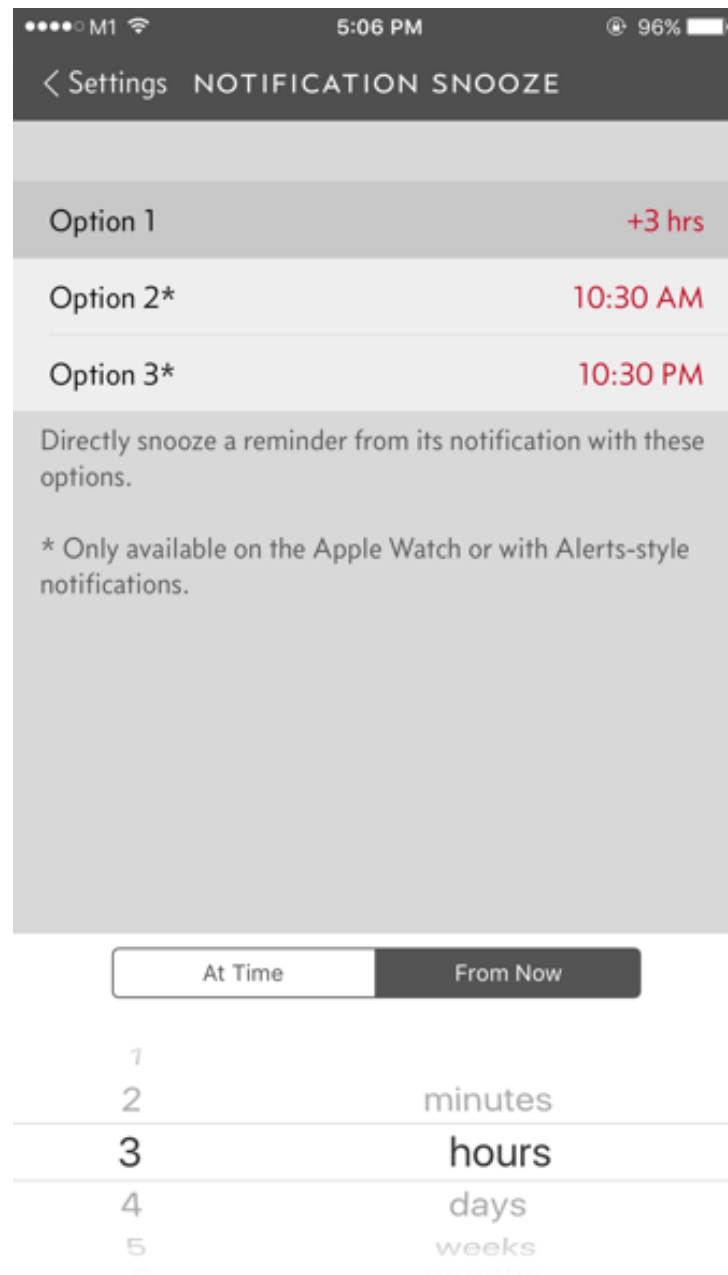 M1 5:06 PM 96%
Settings NOTIFICATION SNOOZE
Option 1 +3 hrs
Option 2* 10:30 AM
Option 3* 10:30 PM
Directly snooze a reminder from its notification with these
options.
* Only available on the Apple Watch or with Alerts-style
notifications.
At Time From Now
1
2 minutes
3 hours
4 days
5 weeks